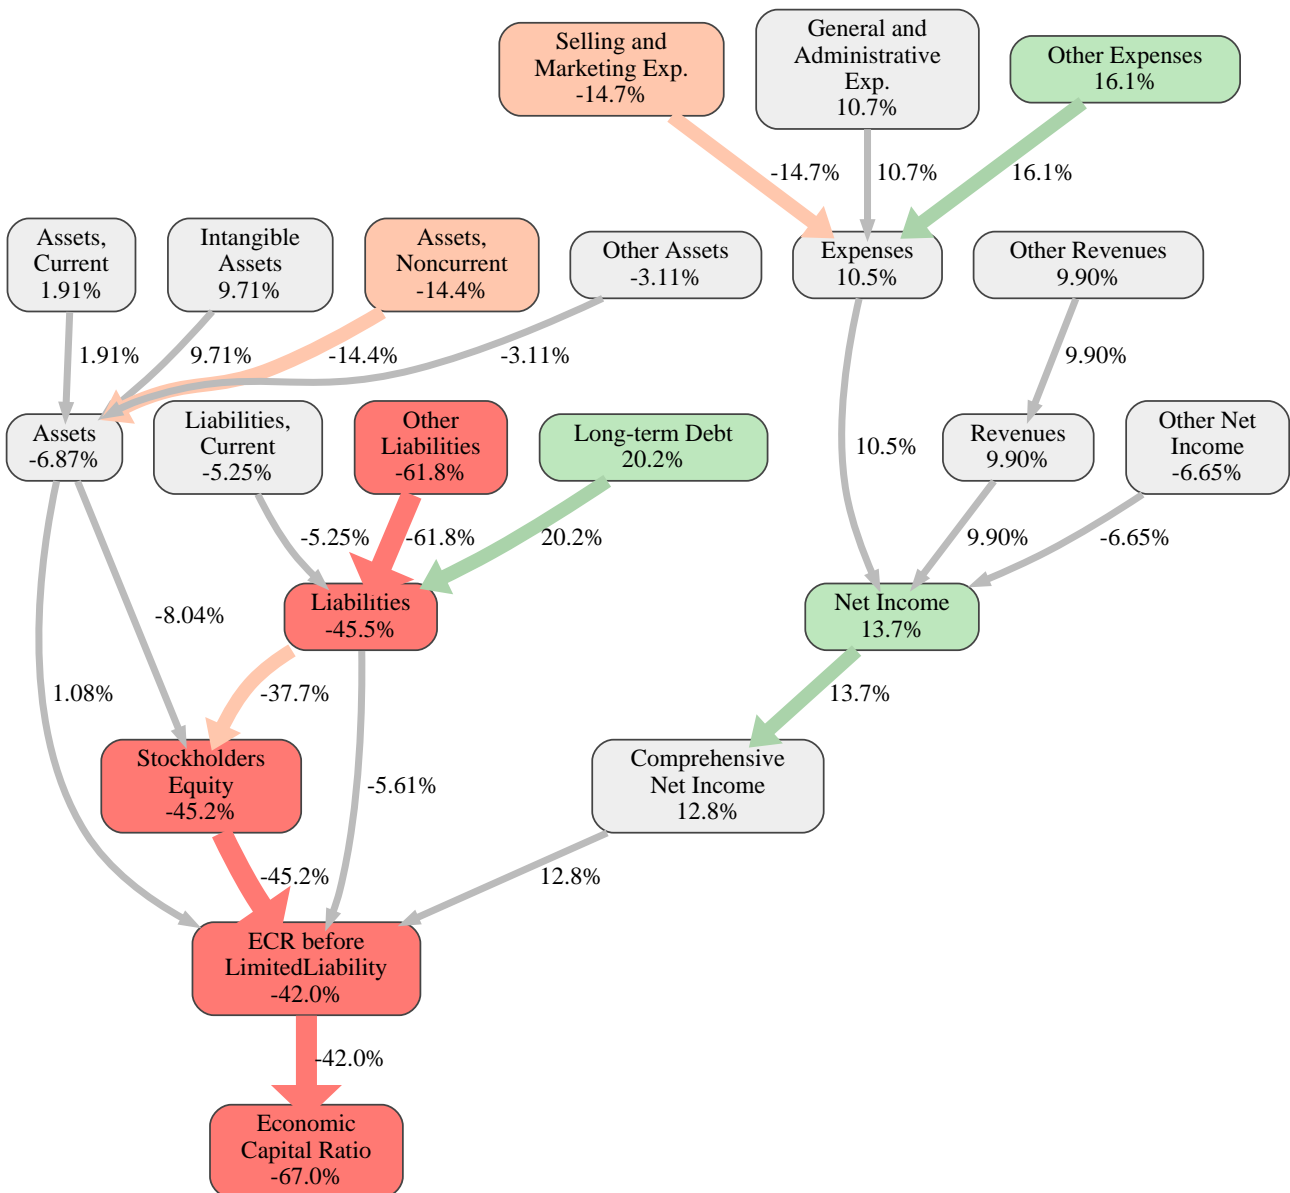 Selling and
Marketing Exp.
-14.7%
General and
Administrative
Exp.
10.7%
Other Expenses
16.1%
-14.7%
10.7%
16.1%
Assets,
Current
1.91%
Intangible
Assets
9.71%
Assets,
Noncurrent
-14.4%
Other Assets
-3.11%
Expenses
10.5%
Other Revenues
9.90%
1.91%
9.71%
-14.4%
-3.11%
9.90%
Assets
-6.87%
Liabilities,
Current
-5.25%
Other
Liabilities
-61.8%
Long-term Debt
20.2%
10.5%
Revenues
9.90%
Other Net
Income
-6.65%
-5.25%
-61.8%
20.2%
9.90%
-6.65%
Liabilities
-45.5%
Net Income
13.7%
-8.04%
1.08%
-37.7%
13.7%
Stockholders
Equity
-45.2%
-5.61%
Comprehensive
Net Income
12.8%
-45.2%
12.8%
ECR before
LimitedLiability
-42.0%
-42.0%
Economic
Capital Ratio
-67.0%